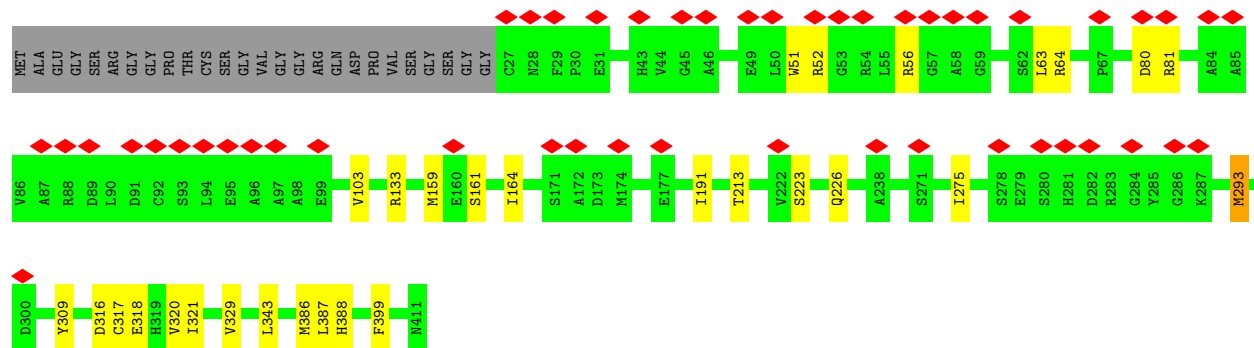 MET ALA GLU GLY SER ARG GLY GLY PRO THR CYS SER GLY VAL GLY GLY ARG GLN ASP PRO VAL SER GLY SER GLY GLY C27 N28 F29 P30 E31 H43 V44 G45 A46 E49 L50 W51 R52 G53 R54 L55 R56 G57 A58 G59 S62 L63 R64 P67 D80 R81 A84 A85
V86 A87 R88 D89 L90 D91 C92 S93 L94 E95 A96 A97 A98 E99 V103 R133 M159 E160 S161 I164 S171 A172 D173 M174 E177 I191 T213 V222 S223 Q226 A238 S271 I275 S278 E279 S280 H281 D282 R283 G284 Y285 G286 K287 M293
D300 Y309 D316 C317 E318 H319 V320 I321 V329 L343 M386 L387 H388 F399 N411